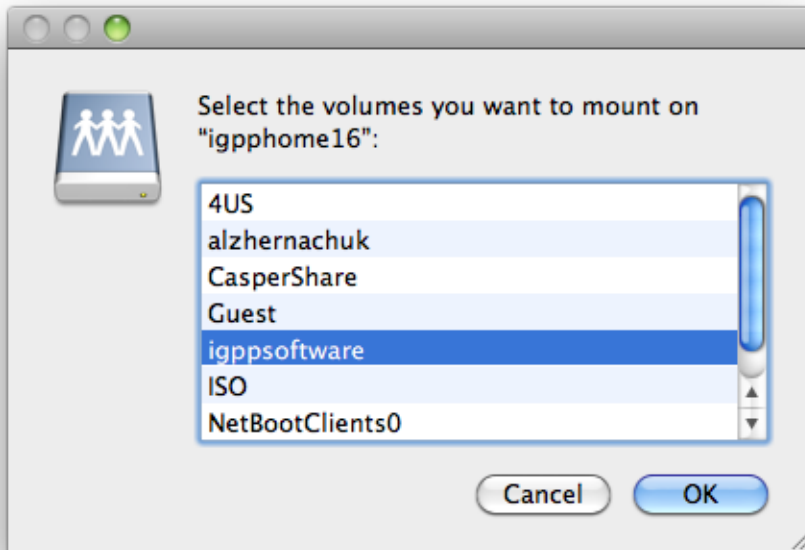 Select the volumes you want to mount on
“igpphome16”:
4US
alzhernachuk
CasperShare
Guest
igppsoftware
ISO
NetBootClients0
Cancel
OK